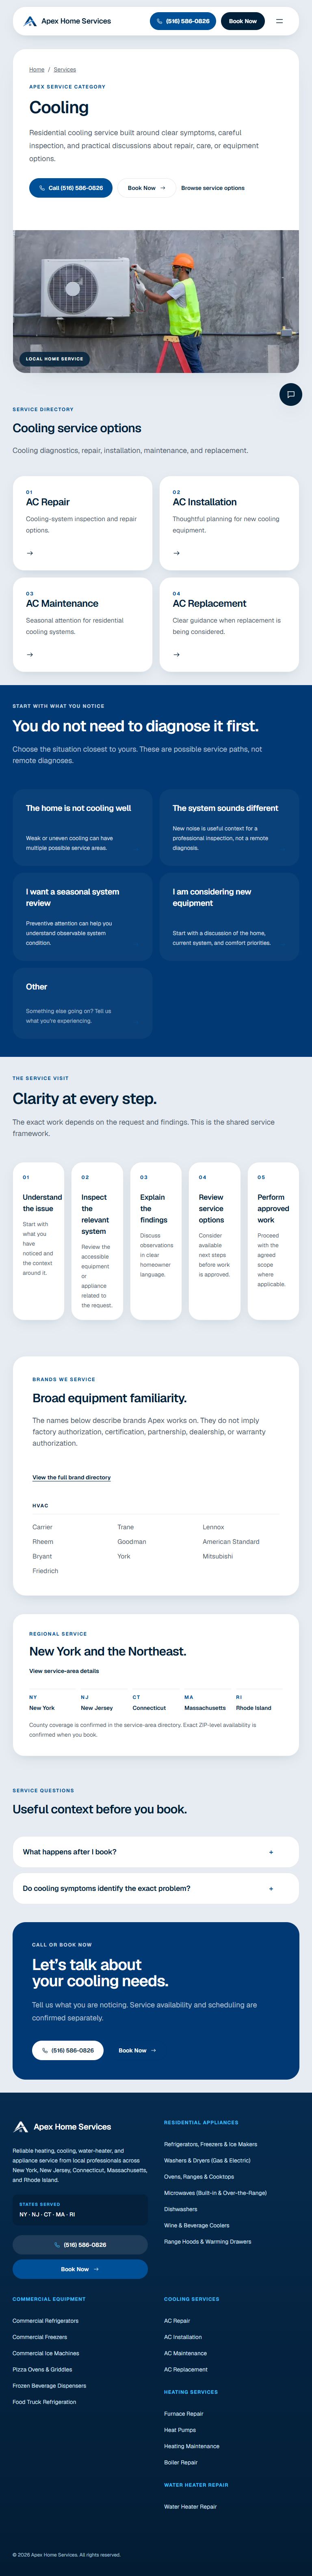 Apex Home Services
(516) 586-0826
Book Now
Home / Services
APEX SERVICE CATEGORY
Cooling
Residential cooling service built around clear symptoms, careful
inspection, and practical discussions about repair, care, or equipment
options.
Call (516) 586-0826
Book Now →
Browse service options
LOCAL HOME SERVICE
SERVICE DIRECTORY
Cooling service options
Cooling diagnostics, repair, installation, maintenance, and replacement.
01
AC Repair
Cooling-system inspection and repair
options.
→
02
AC Installation
Thoughtful planning for new cooling
equipment.
→
03
AC Maintenance
Seasonal attention for residential
cooling systems.
→
04
AC Replacement
Clear guidance when replacement is
being considered.
→
START WITH WHAT YOU NOTICE
You do not need to diagnose it first.
Choose the situation closest to yours. These are possible service paths, not
remote diagnoses.
The home is not cooling well
Weak or uneven cooling can have
multiple possible service areas.
The system sounds different
New noise is useful context for a
professional inspection, not a remote
diagnosis.
I want a seasonal system
review
Preventive attention can help you
understand observable system
condition.
I am considering new
equipment
Start with a discussion of the home,
current system, and comfort priorities.
Other
Something else going on? Tell us
what you're experiencing.
THE SERVICE VISIT
Clarity at every step.
The exact work depends on the request and findings. This is the shared service
framework.
01
Understand
the issue
Start with
what you
have
noticed and
the context
around it.
02
Inspect
the
relevant
system
Review the
accessible
equipment
or
appliance
related to
the request.
03
Explain
the
findings
Discuss
observations
in clear
homeowner
language.
04
Review
service
options
Consider
available
next steps
before work
is approved.
05
Perform
approved
work
Proceed
with the
agreed
scope
where
applicable.
BRANDS WE SERVICE
Broad equipment familiarity.
The names below describe brands Apex works on. They do not imply
factory authorization, certification, partnership, dealership, or warranty
authorization.
View the full brand directory
HVAC
Carrier
Trane
Lennox
Rheem
Goodman
American Standard
Bryant
York
Mitsubishi
Friedrich
REGIONAL SERVICE
New York and the Northeast.
View service-area details
NY
New York
NJ
New Jersey
CT
Connecticut
MA
Massachusetts
RI
Rhode Island
County coverage is confirmed in the service-area directory. Exact ZIP-level availability is
confirmed when you book.
SERVICE QUESTIONS
Useful context before you book.
What happens after I book? +
Do cooling symptoms identify the exact problem? +
CALL OR BOOK NOW
Let's talk about
your cooling needs.
Tell us what you are noticing. Service availability and scheduling are
confirmed separately.
(516) 586-0826
Book Now →
Apex Home Services
Reliable heating, cooling, water-heater, and
appliance service from local professionals across
New York, New Jersey, Connecticut, Massachusetts,
and Rhode Island.
STATES SERVED
NY · NJ · CT · MA · RI
(516) 586-0826
Book Now →
RESIDENTIAL APPLIANCES
Refrigerators, Freezers & Ice Makers
Washers & Dryers (Gas & Electric)
Ovens, Ranges & Cooktops
Microwaves (Built-in & Over-the-Range)
Dishwashers
Wine & Beverage Coolers
Range Hoods & Warming Drawers
COMMERCIAL EQUIPMENT
Commercial Refrigerators
Commercial Freezers
Commercial Ice Machines
Pizza Ovens & Griddles
Frozen Beverage Dispensers
Food Truck Refrigeration
COOLING SERVICES
AC Repair
AC Installation
AC Maintenance
AC Replacement
HEATING SERVICES
Furnace Repair
Heat Pumps
Heating Maintenance
Boiler Repair
WATER HEATER REPAIR
Water Heater Repair
© 2026 Apex Home Services. All rights reserved.